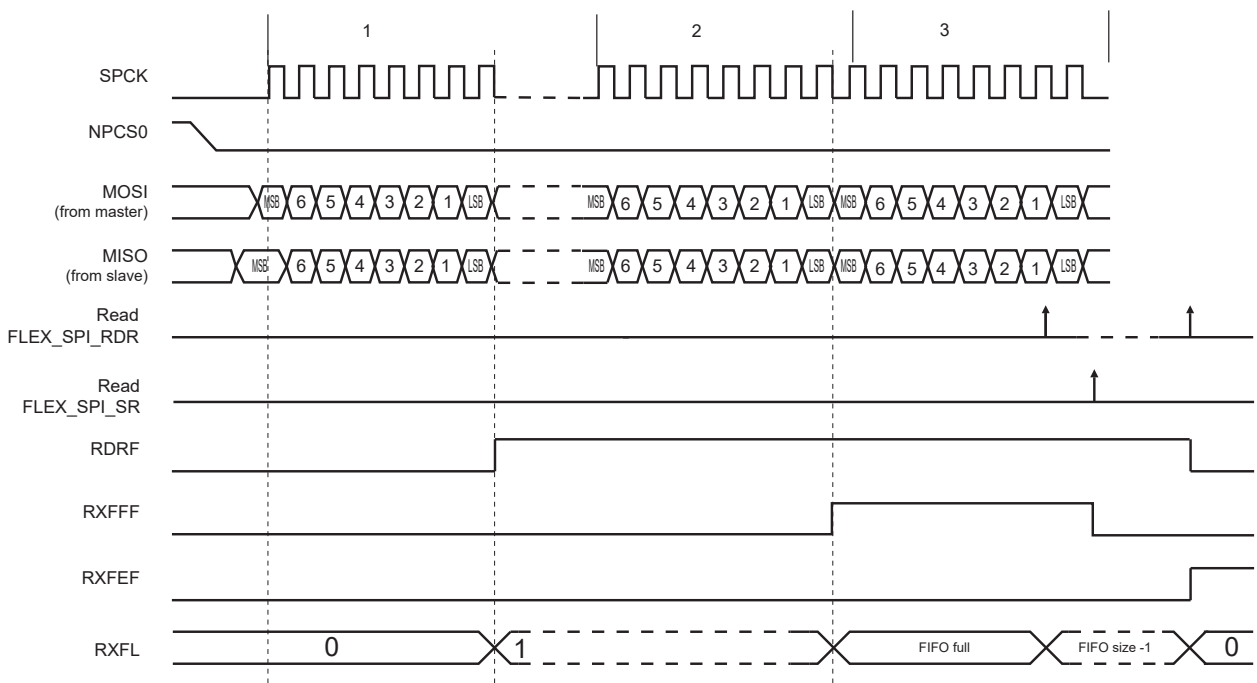 1 2 3
SPCK
NPCS0
MOSI
(from master)
MSB 6 5 4 3 2 1 LSB MSB 6 5 4 3 2 1 LSB MSB 6 5 4 3 2 1 LSB
MISO
(from slave)
MSB 6 5 4 3 2 1 LSB MSB 6 5 4 3 2 1 LSB MSB 6 5 4 3 2 1 LSB
Read
FLEX_SPI_RDR
Read
FLEX_SPI_SR
RDRF
RXFFF
RXFEF
RXFL 0 1 FIFO full FIFO size -1 0